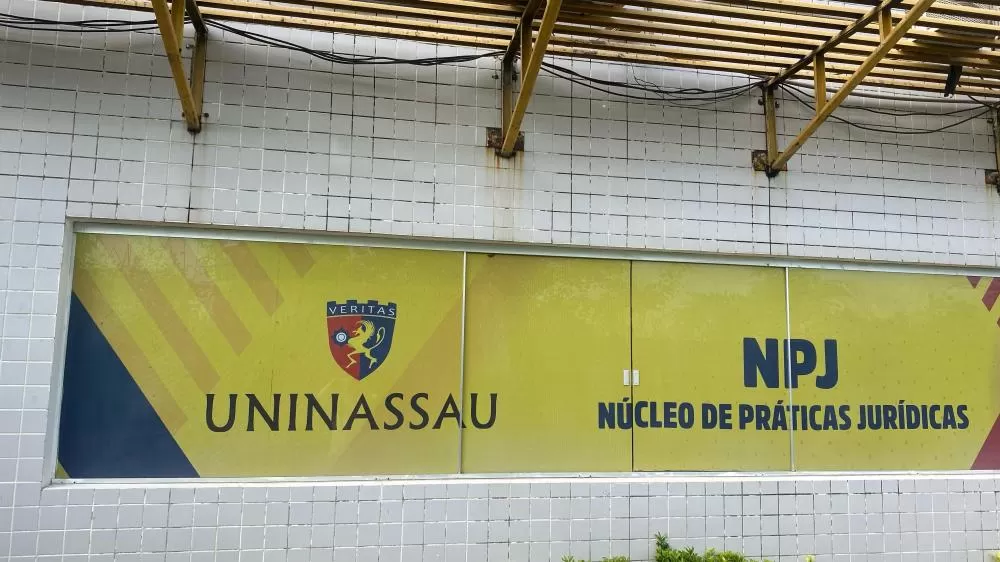 VERITAS
UNINASSAU
NPJ
NÚCLEO DE PRÁTICAS JURÍDICAS